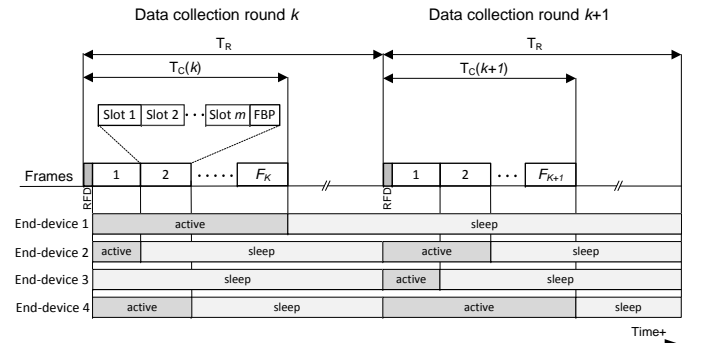 Data collection round k
Data collection round k+1
T_R
T_R
T_C(k)
T_C(k+1)
Slot 1 Slot 2 ··· Slot m FBP
Frames RFD 1 2 ····· F_K // RFD 1 2 ··· F_K+1 //
End-device 1 active sleep
End-device 2 active sleep active sleep
End-device 3 sleep active sleep
End-device 4 active sleep active sleep
Time+